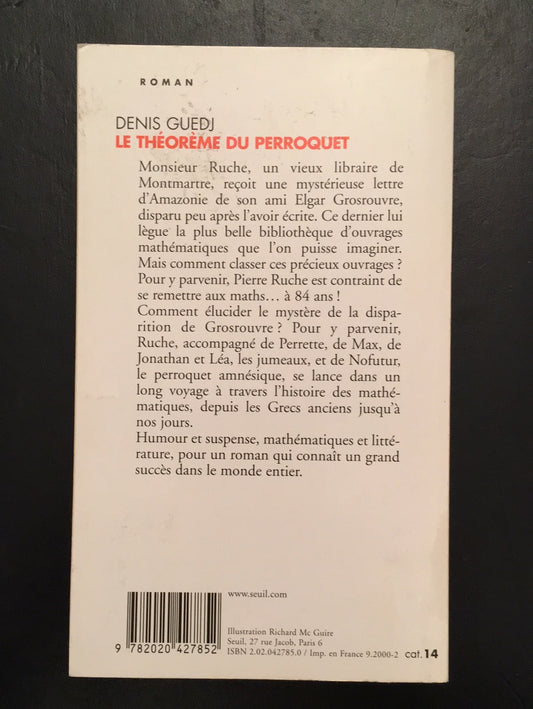 ROMAN
DENIS GUEDJ
LE THÉORÈME DU PERROQUET
Monsieur Ruche, un vieux libraire de
Montmartre, reçoit une mystérieuse lettre
d'Amazonie de son ami Elgar Grosrouvre,
disparu peu après l'avoir écrite. Ce dernier lui
lègue la plus belle bibliothèque d'ouvrages
mathématiques que l'on puisse imaginer.
Mais comment classer ces précieux ouvrages ?
Pour y parvenir, Pierre Ruche est contraint de
se remettre aux maths… à 84 ans !
Comment élucider le mystère de la dispa-
rition de Grosrouvre ? Pour y parvenir,
Ruche, accompagné de Perrette, de Max, de
Jonathan et Léa, les jumeaux, et de Nofutur,
le perroquet amnésique, se lance dans un
long voyage à travers l'histoire des mathé-
matiques, depuis les Grecs anciens jusqu'à
nos jours.
Humour et suspense, mathématiques et litté-
rature, pour un roman qui connaît un grand
succès dans le monde entier.
www.seuil.com
Illustration Richard Mc Guire
Seuil, 27 rue Jacob, Paris 6
ISBN 2.02.042785.0 / Imp. en France 9.2000-2
cat. 14
9 782020 427852